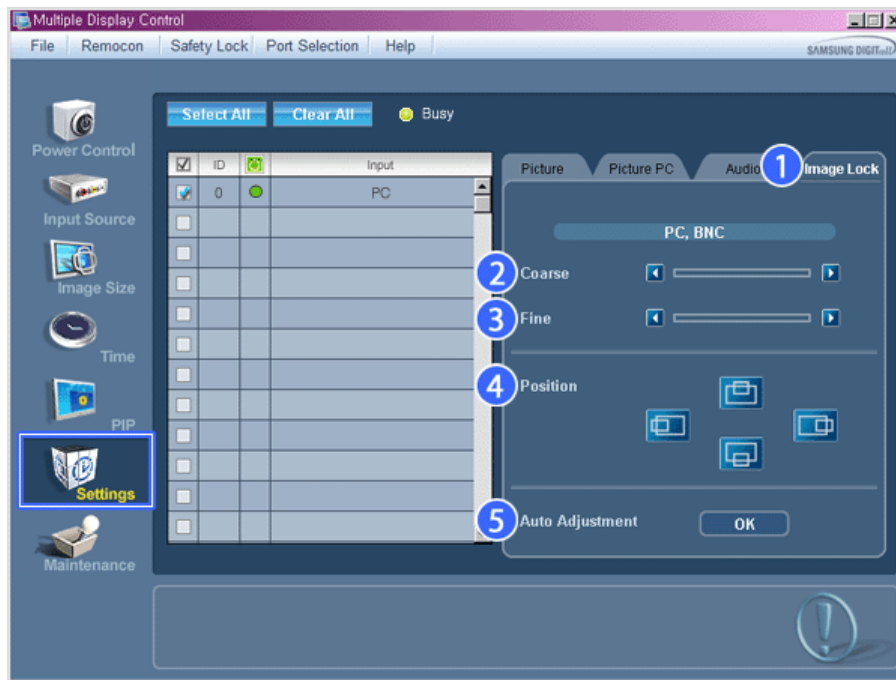 Multiple Display Control
File Remocon Safety Lock Port Selection Help
SAMSUNG DIGITall
Select All Clear All Busy
Power Control
Input Source
Image Size
Time
PIP
Settings
Maintenance
ID Input
0 PC
Picture Picture PC Audio 1 Image Lock
PC, BNC
2 Coarse
3 Fine
4 Position
5 Auto Adjustment OK